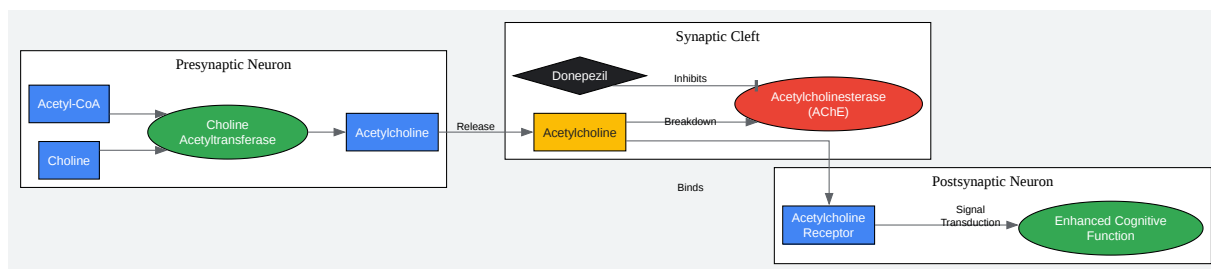 Presynaptic Neuron
Acetyl-CoA
Choline
Choline
Acetyltransferase
Acetylcholine
Release
Synaptic Cleft
Donepezil
Inhibits
Acetylcholinesterase
(AChE)
Acetylcholine
Breakdown
Binds
Postsynaptic Neuron
Acetylcholine
Receptor
Signal
Transduction
Enhanced Cognitive
Function